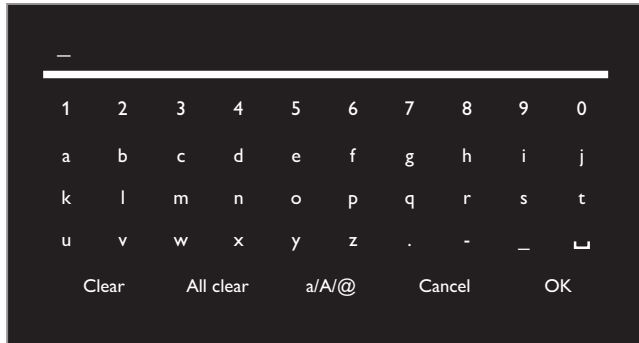 _
1 2 3 4 5 6 7 8 9 0
a b c d e f g h i j
k l m n o p q r s t
u v w x y z . - _ ␣
Clear All clear a/A/@ Cancel OK